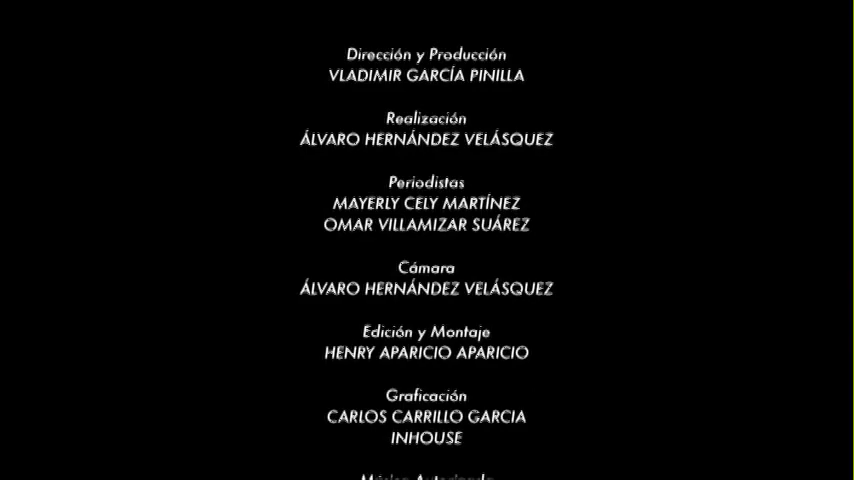 Dirección y Producción
VLADIMIR GARCÍA PINILLA
Realización
ÁLVARO HERNÁNDEZ VELÁSQUEZ
Periodistas
MAYERLY CELY MARTÍNEZ
OMAR VILLAMIZAR SUÁREZ
Cámara
ÁLVARO HERNÁNDEZ VELÁSQUEZ
Edición y Montaje
HENRY APARICIO APARICIO
Graficación
CARLOS CARRILLO GARCIA
INHOUSE